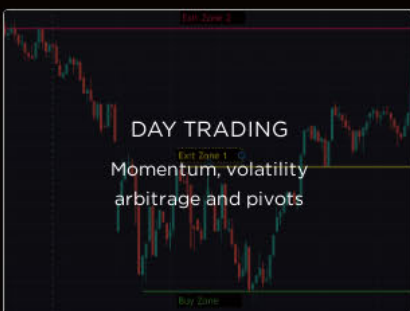 Exit Zone 2
DAY TRADING
Exit Zone 1
Momentum, volatility
arbitrage and pivots
Buy Zone